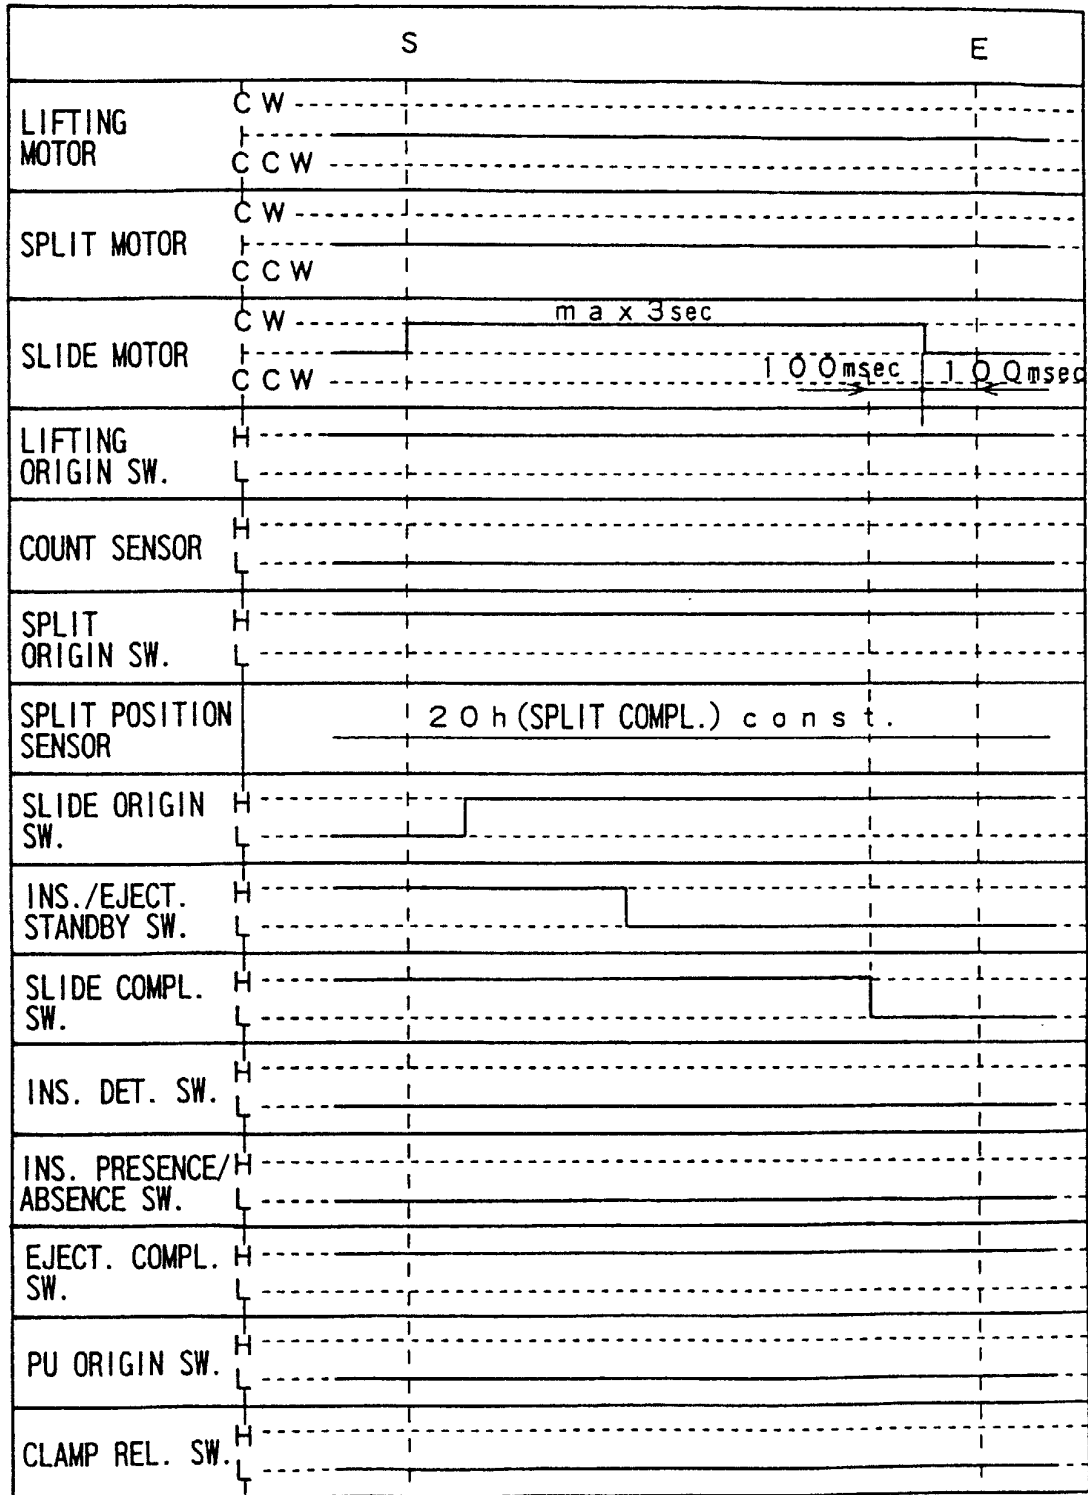 S E
LIFTING
MOTOR
CW
CCW
SPLIT MOTOR
CW
CCW
SLIDE MOTOR
CW
CCW
max 3sec
100msec 100msec
LIFTING
ORIGIN SW.
H
L
COUNT SENSOR
H
L
SPLIT
ORIGIN SW.
H
L
SPLIT POSITION
SENSOR
20h(SPLIT COMPL.) const.
SLIDE ORIGIN
SW.
H
L
INS./EJECT.
STANDBY SW.
H
L
SLIDE COMPL.
SW.
H
L
INS. DET. SW.
H
L
INS. PRESENCE/
ABSENCE SW.
H
L
EJECT. COMPL.
SW.
H
L
PU ORIGIN SW.
H
L
CLAMP REL. SW.
H
L